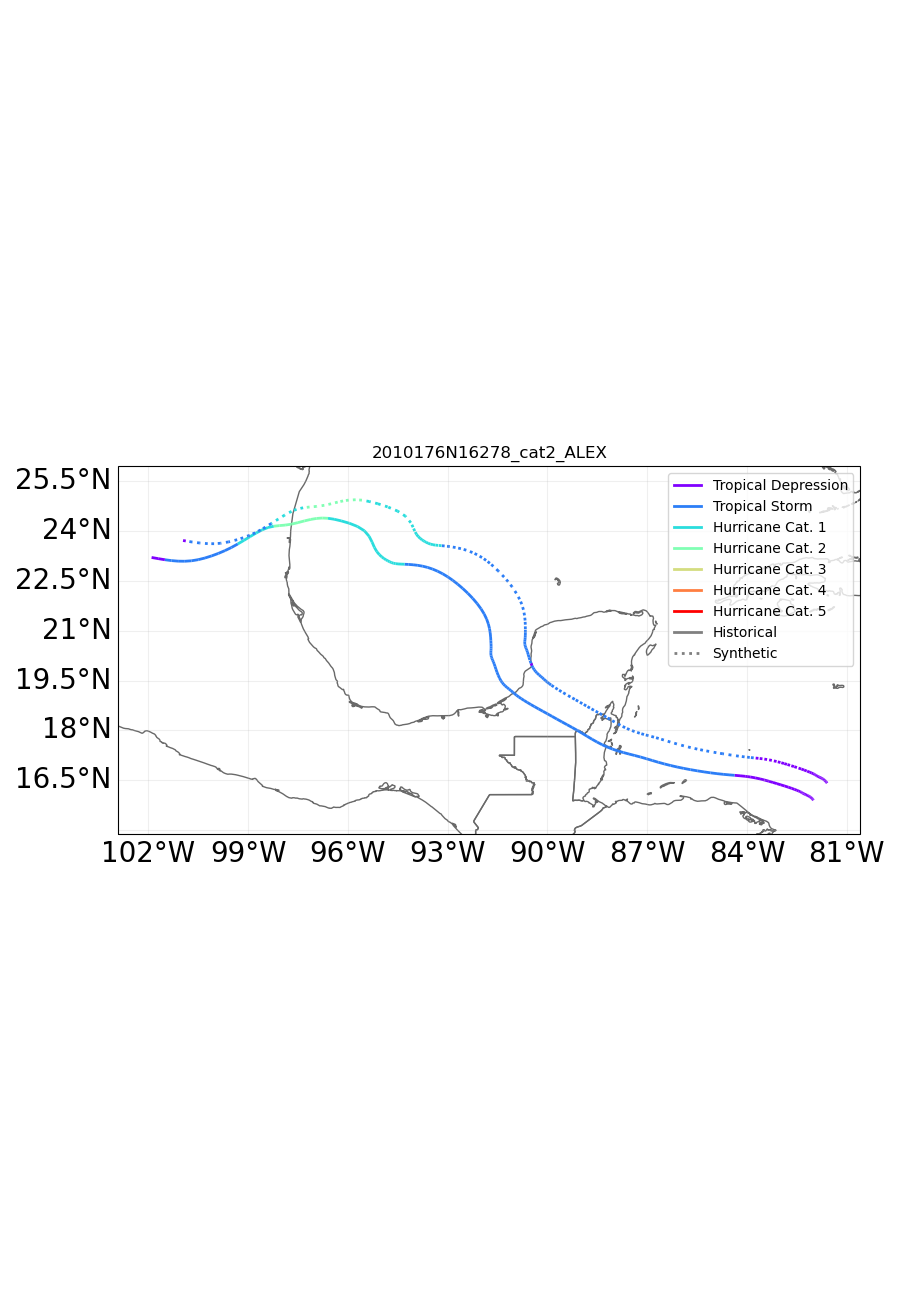 2010176N16278_cat2_ALEX
25.5°N
24°N
22.5°N
21°N
19.5°N
18°N
16.5°N
Tropical Depression
Tropical Storm
Hurricane Cat. 1
Hurricane Cat. 2
Hurricane Cat. 3
Hurricane Cat. 4
Hurricane Cat. 5
Historical
Synthetic
102°W 99°W 96°W 93°W 90°W 87°W 84°W 81°W